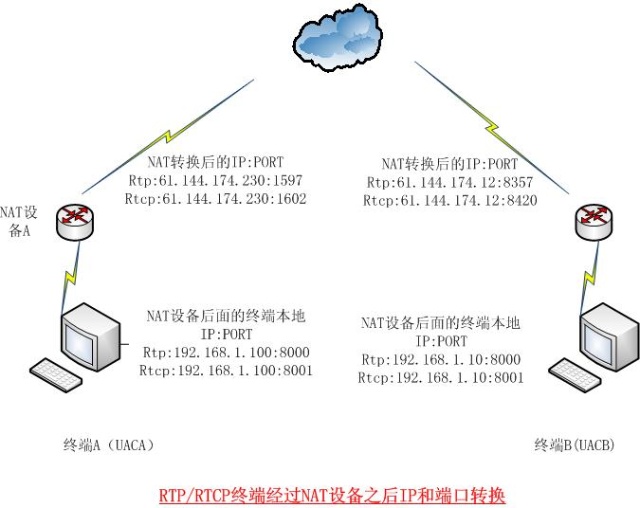 NAT转换后的IP:PORT
Rtp:61.144.174.230:1597
Rtcp:61.144.174.230:1602
NAT转换后的IP:PORT
Rtp:61.144.174.12:8357
Rtcp:61.144.174.12:8420
NAT设
备A
NAT设备后面的终端本地
IP:PORT
Rtp:192.168.1.100:8000
Rtcp:192.168.1.100:8001
NAT设备后面的终端本地
IP:PORT
Rtp:192.168.1.10:8000
Rtcp:192.168.1.10:8001
终端A（UACA）
终端B(UACB)
RTP/RTCP终端经过NAT设备之后IP和端口转换